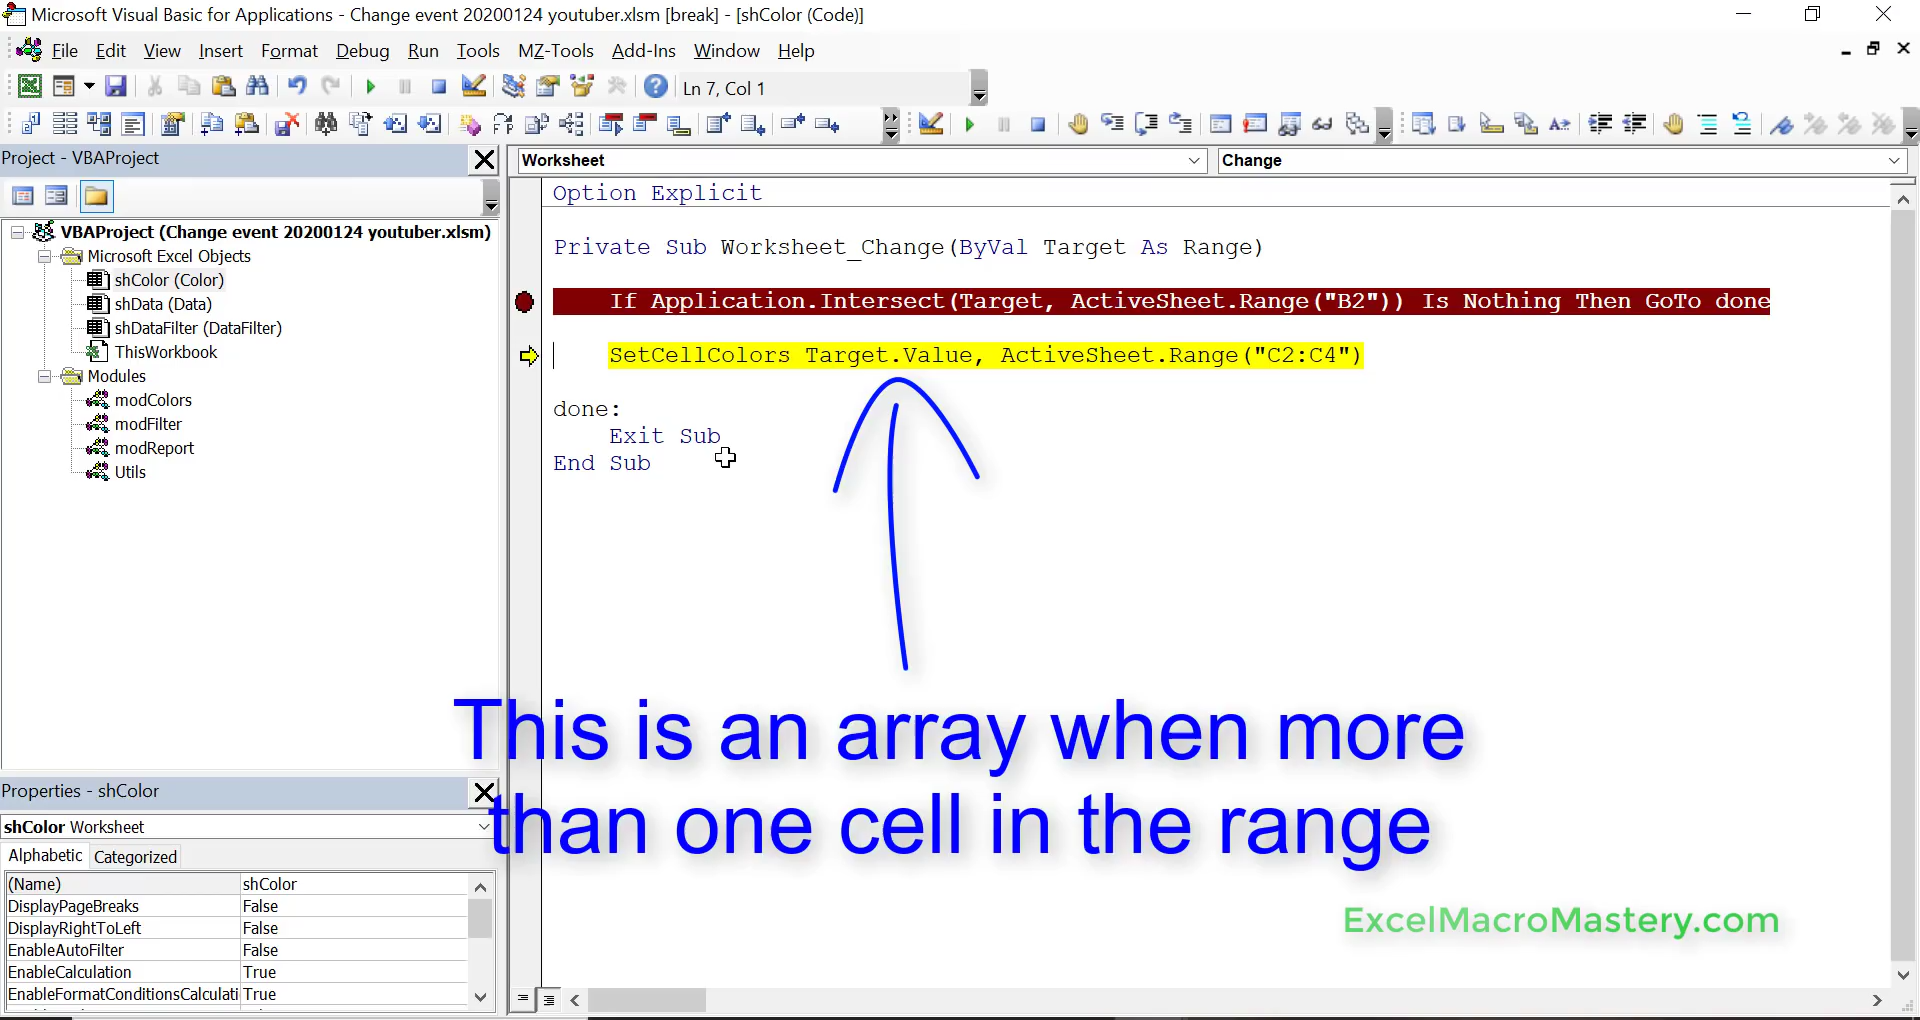 Microsoft Visual Basic for Applications - Change event 20200124 youtuber.xlsm [break] - [shColor (Code)]
File Edit View Insert Format Debug Run Tools MZ-Tools Add-Ins Window Help
Ln 7, Col 1
Project - VBAProject
VBAProject (Change event 20200124 youtuber.xlsm)
Microsoft Excel Objects
shColor (Color)
shData (Data)
shDataFilter (DataFilter)
ThisWorkbook
Modules
modColors
modFilter
modReport
Utils
Properties - shColor
shColor Worksheet
Alphabetic Categorized
(Name) shColor
DisplayPageBreaks False
DisplayRightToLeft False
EnableAutoFilter False
EnableCalculation True
EnableFormatConditionsCalculati True
Worksheet Change
Option Explicit
Private Sub Worksheet_Change(ByVal Target As Range)
If Application.Intersect(Target, ActiveSheet.Range("B2")) Is Nothing Then GoTo done
SetCellColors Target.Value, ActiveSheet.Range("C2:C4")
done:
Exit Sub
End Sub
This is an array when more
than one cell in the range
ExcelMacroMastery.com